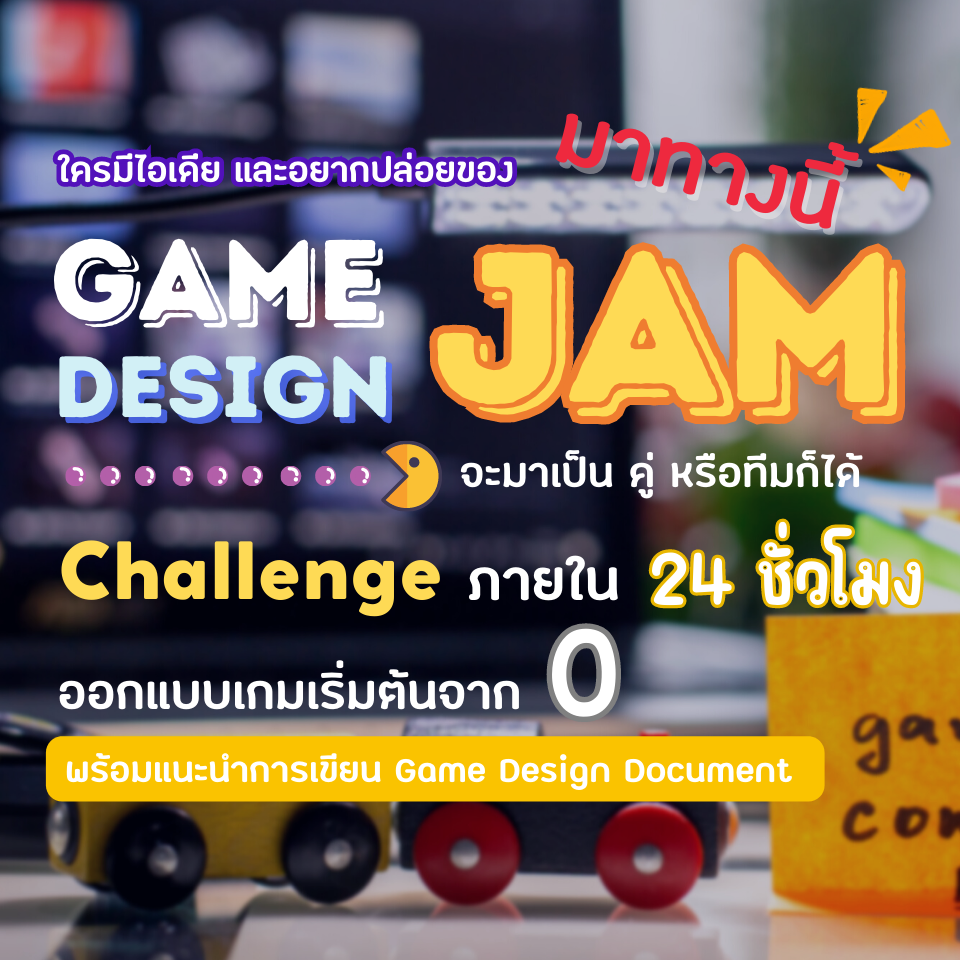 ใครมีไอเดีย และอยากปล่อยของ
มาทางนี้
GAME
DESIGN
JAM
จะมาเป็น คู่ หรือทีมก็ได้
Challenge ภายใน 24 ชั่วโมง
ออกแบบเกมเริ่มต้นจาก 0
พร้อมแนะนำการเขียน Game Design Document